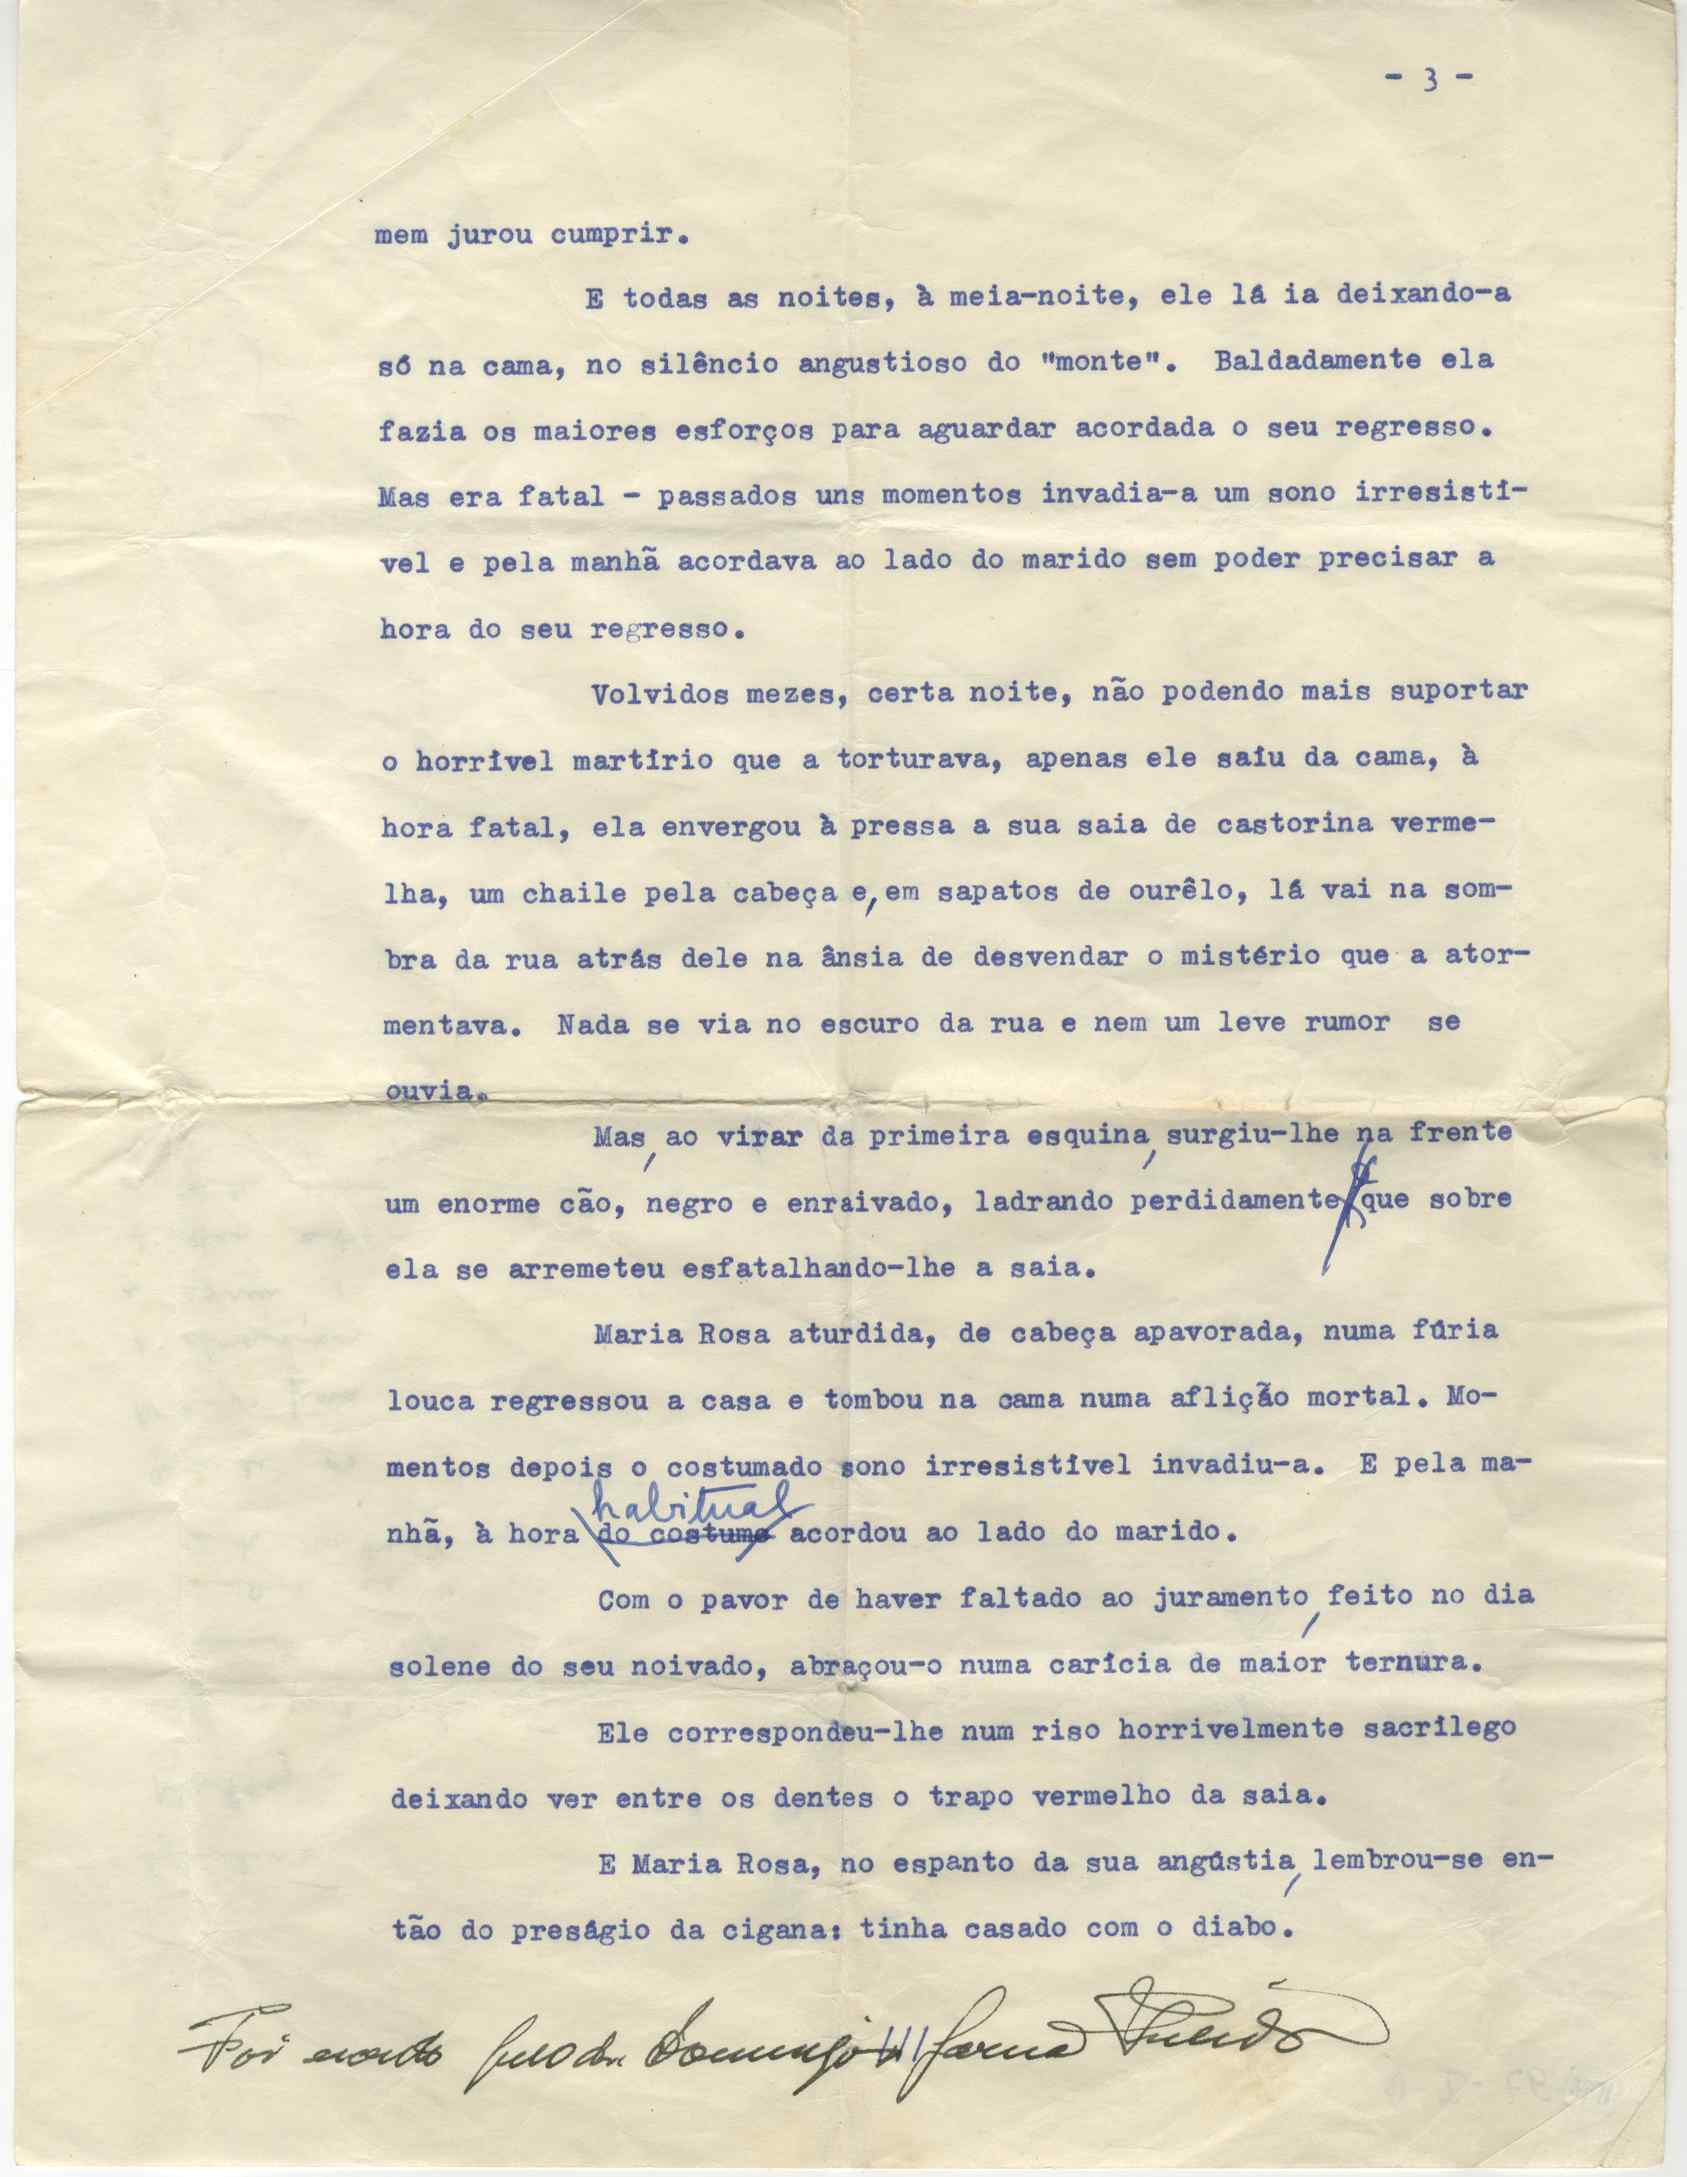 - 3 -
mem jurou cumprir.
E todas as noites, à meia-noite, ele lá ia deixando-a
só na cama, no silêncio angustioso do "monte". Baldadamente ela
fazia os maiores esforços para aguardar acordada o seu regresso.
Mas era fatal - passados uns momentos invadia-a um sono irresistí-
vel e pela manhã acordava ao lado do marido sem poder precisar a
hora do seu regresso.
Volvidos mezes, certa noite, não podendo mais suportar
o horrível martírio que a torturava, apenas ele saíu da cama, à
hora fatal, ela envergou à pressa a sua saia de castorina verme-
lha, um chaile pela cabeça e, em sapatos de ourêlo, lá vai na som-
bra da rua atrás dele na ânsia de desvendar o mistério que a ator-
mentava. Nada se via no escuro da rua e nem um leve rumor se
ouvia.
Mas, ao virar da primeira esquina, surgiu-lhe na frente
um enorme cão, negro e enraivado, ladrando perdidamente que sobre
ela se arremeteu esfatalhando-lhe a saia.
Maria Rosa aturdida, de cabeça apavorada, numa fúria
louca regressou a casa e tombou na cama numa aflição mortal. Mo-
mentos depois o costumado sono irresistível invadiu-a. E pela ma-
habitual
nhã, à hora do costume acordou ao lado do marido.
Com o pavor de haver faltado ao juramento, feito no dia
solene do seu noivado, abraçou-o numa carícia de maior ternura.
Ele correspondeu-lhe num riso horrivelmente sacrílego
deixando ver entre os dentes o trapo vermelho da saia.
E Maria Rosa, no espanto da sua angústia, lembrou-se en-
tão do preságio da cigana: tinha casado com o diabo.
Foi